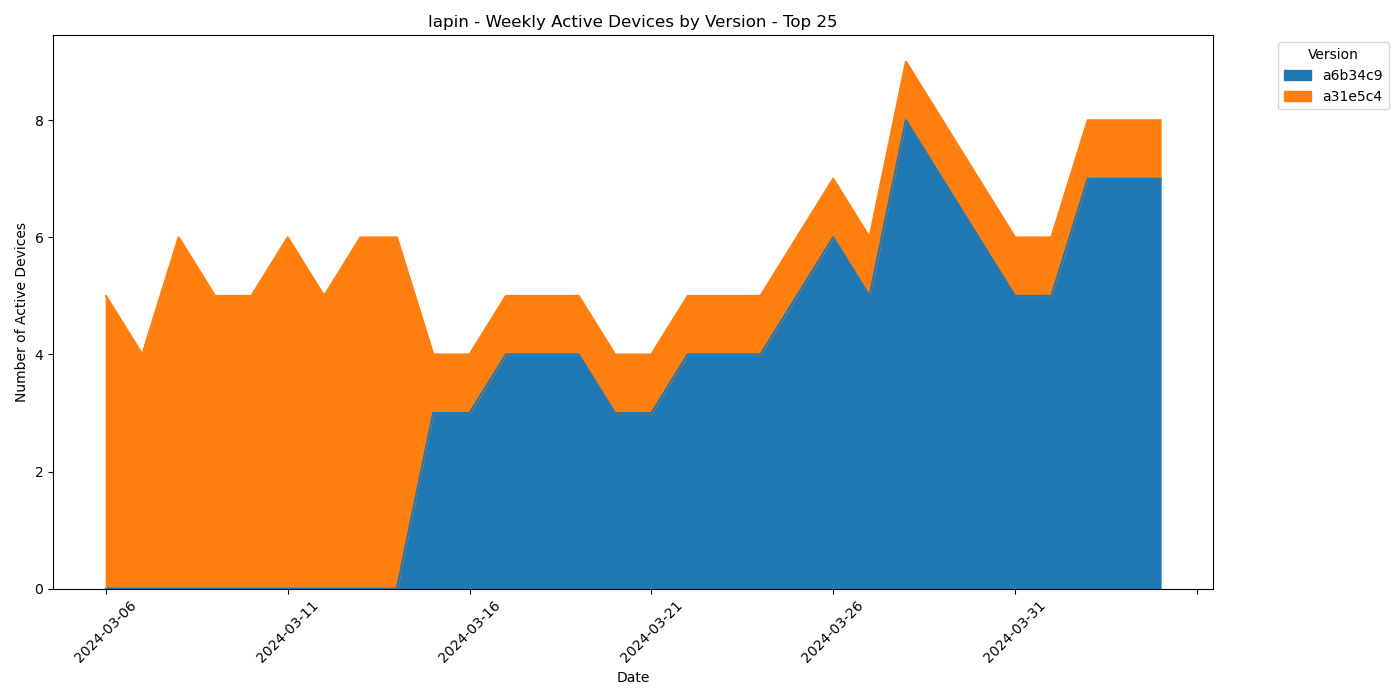 lapin - Weekly Active Devices by Version - Top 25
Version
a6b34c9
a31e5c4
Number of Active Devices
8
6
4
2
0
2024-03-06
2024-03-11
2024-03-16
2024-03-21
2024-03-26
2024-03-31
Date